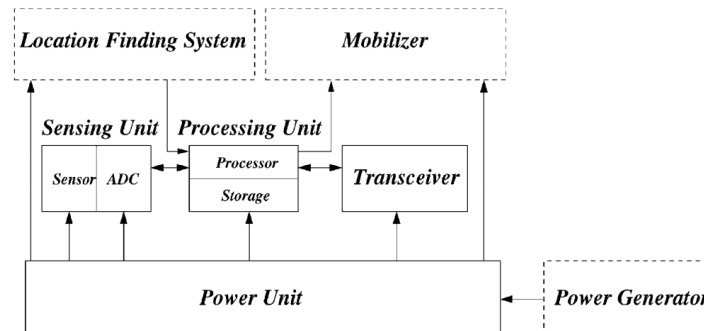 Location Finding System
Mobilizer
Sensing Unit
Processing Unit
Sensor
ADC
Processor
Storage
Transceiver
Power Unit
Power Generator